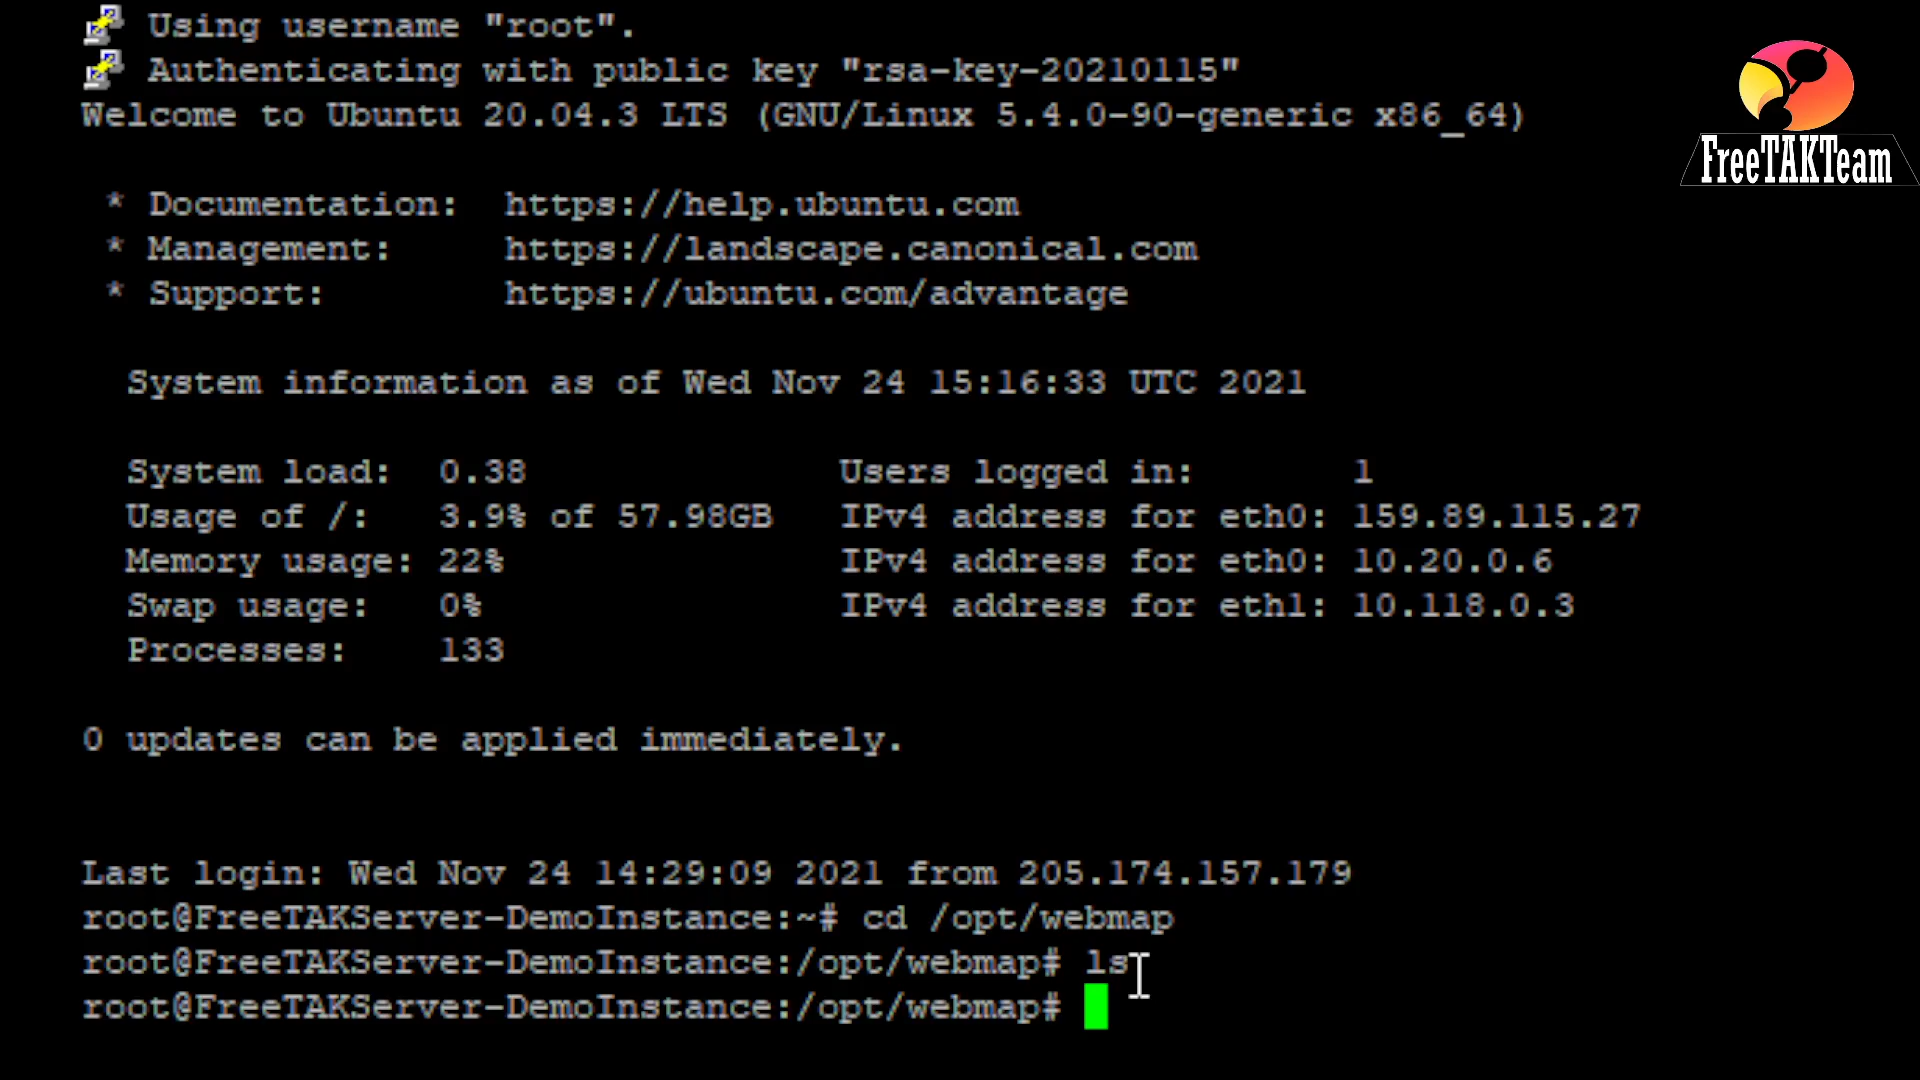 Using username "root".
Authenticating with public key "rsa-key-20210115"
Welcome to Ubuntu 20.04.3 LTS (GNU/Linux 5.4.0-90-generic x86_64)
FreeTAKTeam
* Documentation:  https://help.ubuntu.com
* Management:     https://landscape.canonical.com
* Support:        https://ubuntu.com/advantage
System information as of Wed Nov 24 15:16:33 UTC 2021
System load:  0.38              Users logged in:       1
Usage of /:   3.9% of 57.98GB   IPv4 address for eth0: 159.89.115.27
Memory usage: 22%               IPv4 address for eth0: 10.20.0.6
Swap usage:   0%                IPv4 address for eth1: 10.118.0.3
Processes:    133
0 updates can be applied immediately.
Last login: Wed Nov 24 14:29:09 2021 from 205.174.157.179
root@FreeTAKServer-DemoInstance:~# cd /opt/webmap
root@FreeTAKServer-DemoInstance:/opt/webmap# ls
root@FreeTAKServer-DemoInstance:/opt/webmap#